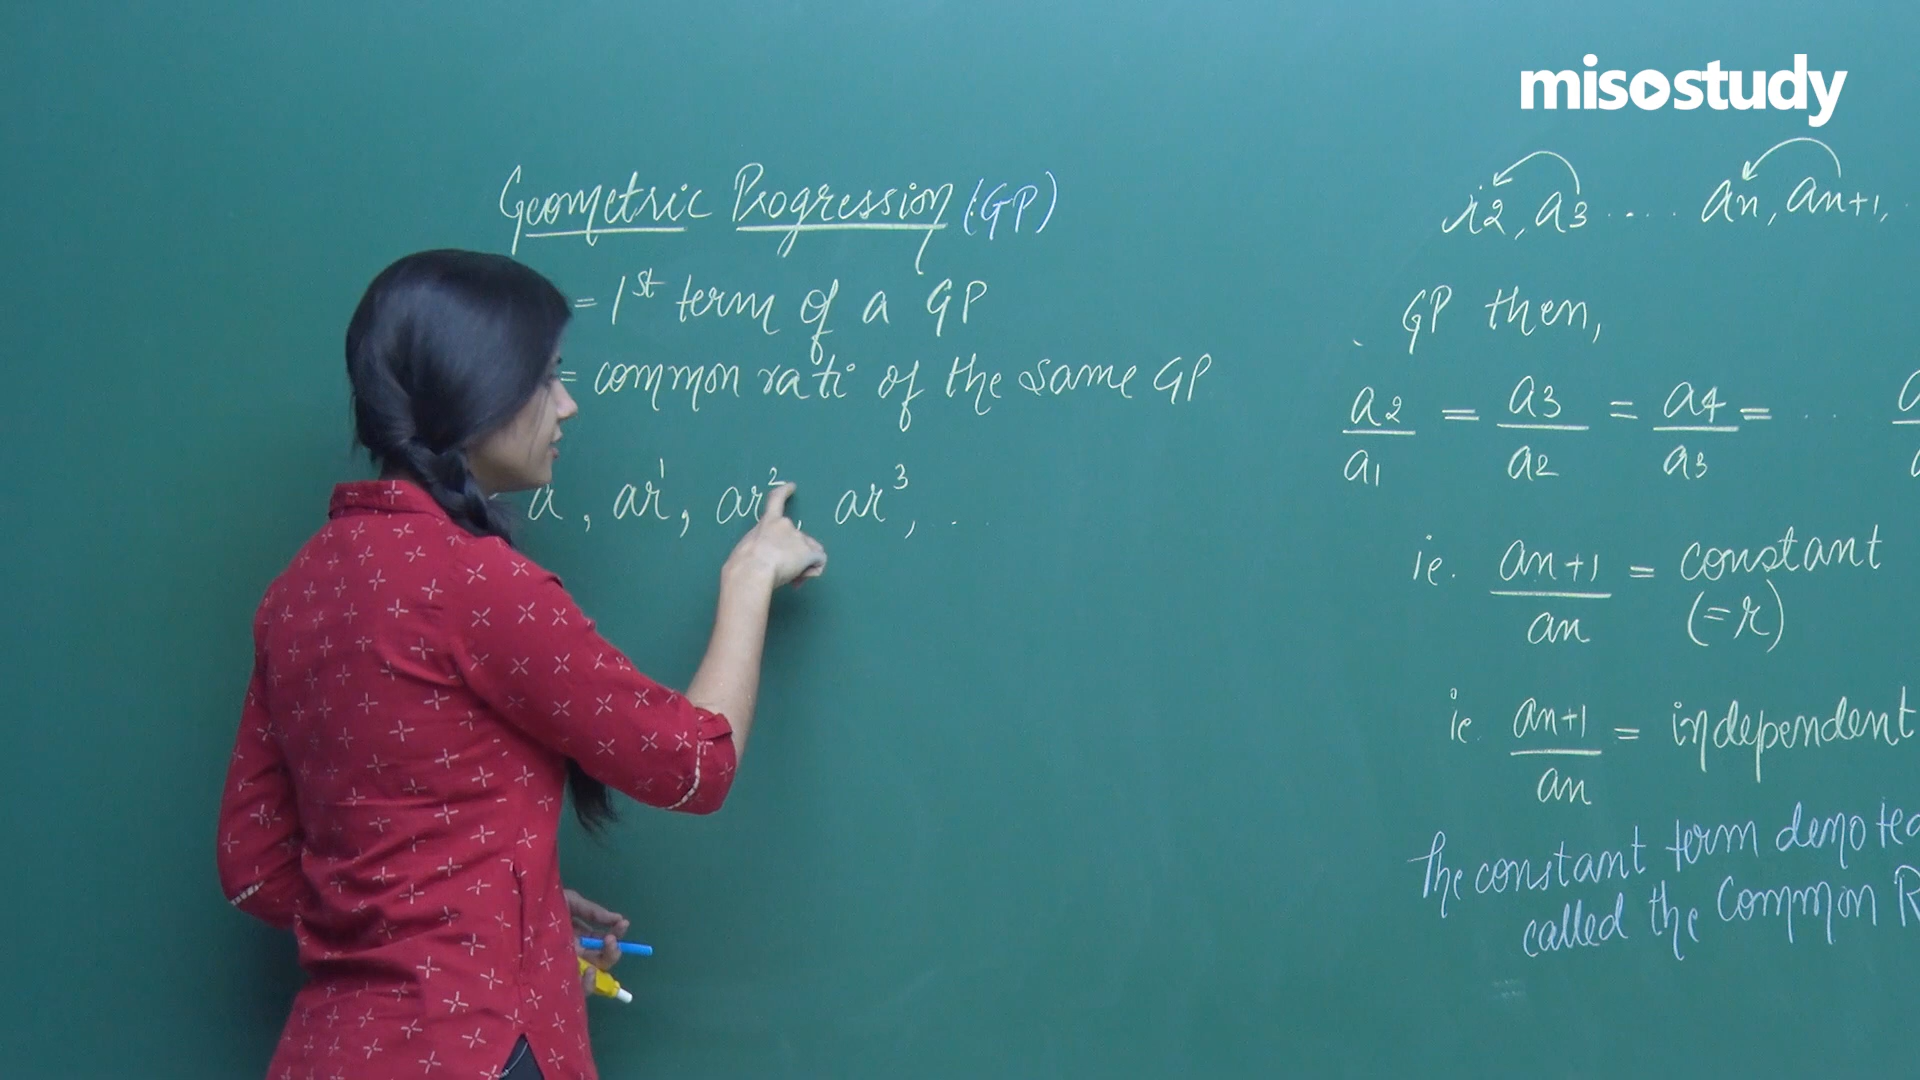 misostudy
Geometric Progression (GP)
= 1st term of a GP
= common rati of the same GP
a, ar¹, ar², ar³, ...
a2, a3 .... an, an+1,
GP then,
a2/a1 = a3/a2 = a4/a3 = ..
ie. an+1/an = constant
(=r)
ie an+1/an = independent
The constant term denoted
called the Common R